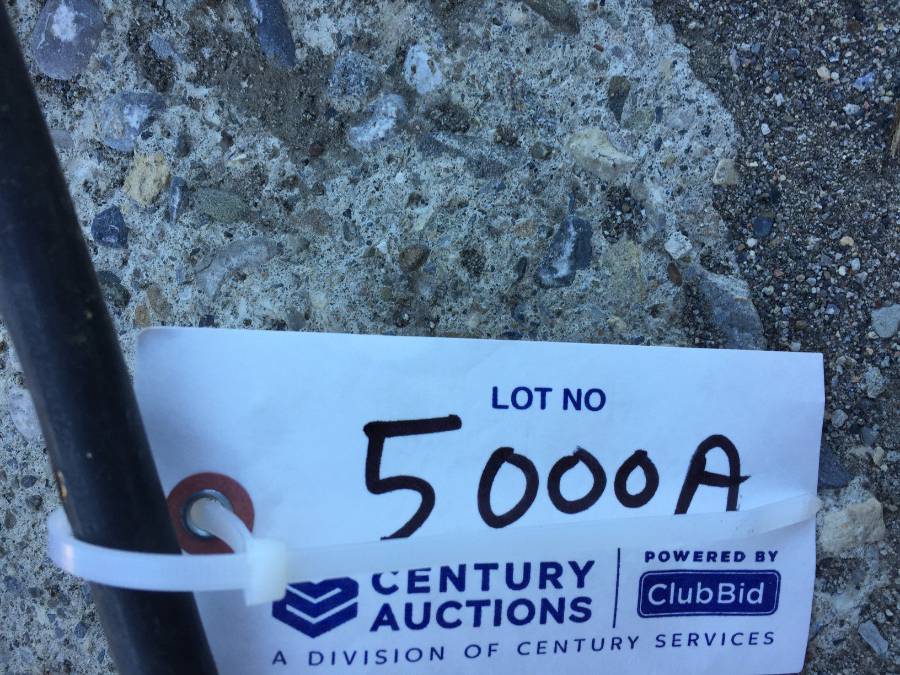 LOT NO
5000A
CENTURY
AUCTIONS
POWERED BY
ClubBid
A DIVISION OF CENTURY SERVICES